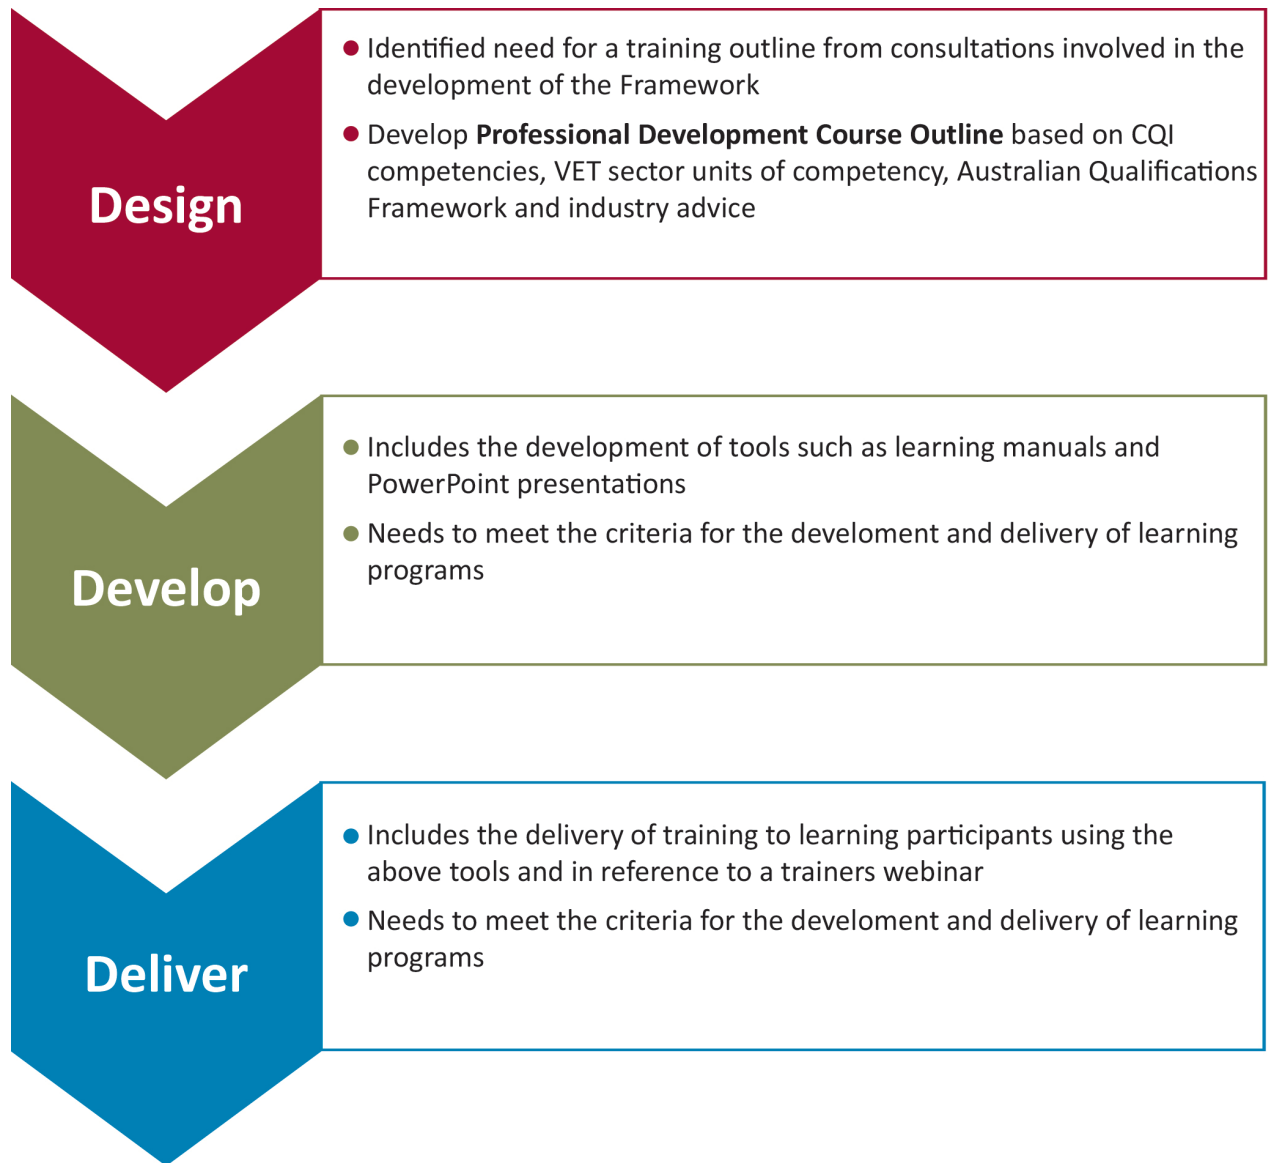 Design
● Identified need for a training outline from consultations involved in the
development of the Framework
● Develop Professional Development Course Outline based on CQI
competencies, VET sector units of competency, Australian Qualifications
Framework and industry advice
Develop
● Includes the development of tools such as learning manuals and
PowerPoint presentations
● Needs to meet the criteria for the develoment and delivery of learning
programs
Deliver
● Includes the delivery of training to learning participants using the
above tools and in reference to a trainers webinar
● Needs to meet the criteria for the develoment and delivery of learning
programs